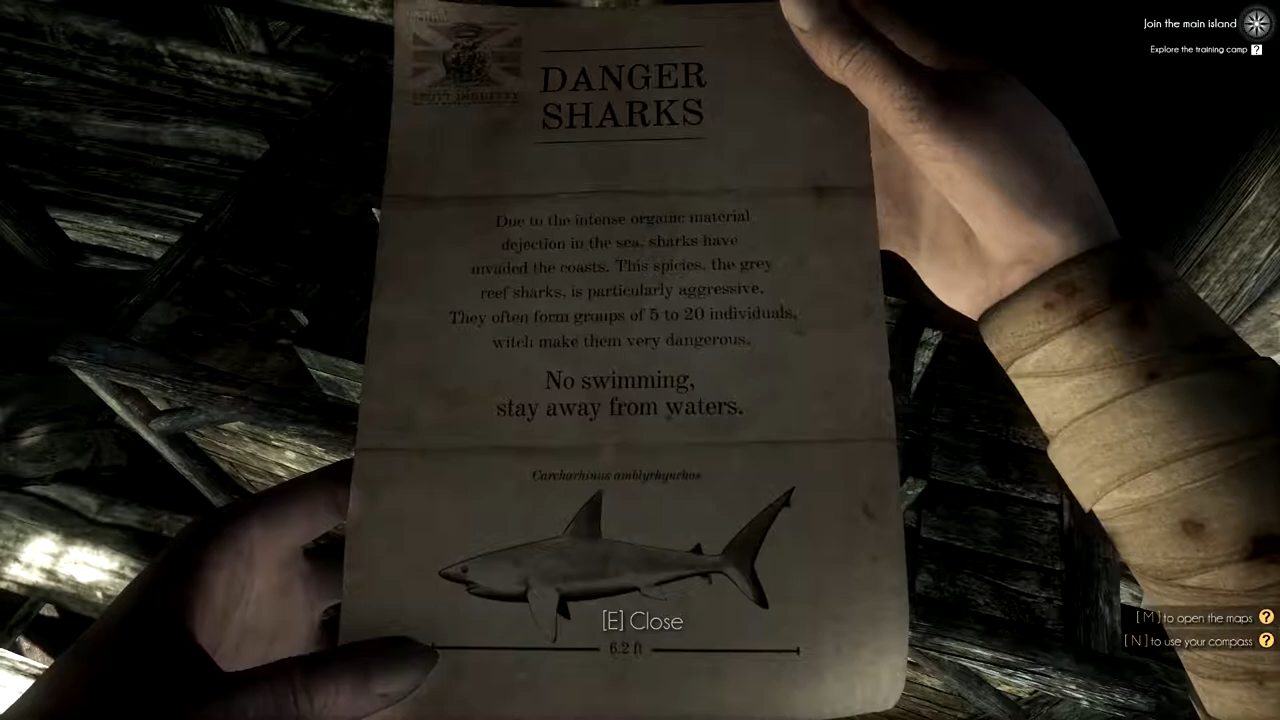 Join the main island
Explore the training camp ?
DANGER
SHARKS
Due to the intense organic material
dejection in the sea, sharks have
invaded the coasts. This spicies, the grey
reef sharks, is particularly aggressive.
They often form groups of 5 to 20 individuals,
witch make them very dangerous.
No swimming,
stay away from waters.
Carcharhinus amblyrhynchos
[E] Close
6.2 ft
[M] to open the maps ?
[N] to use your compass ?